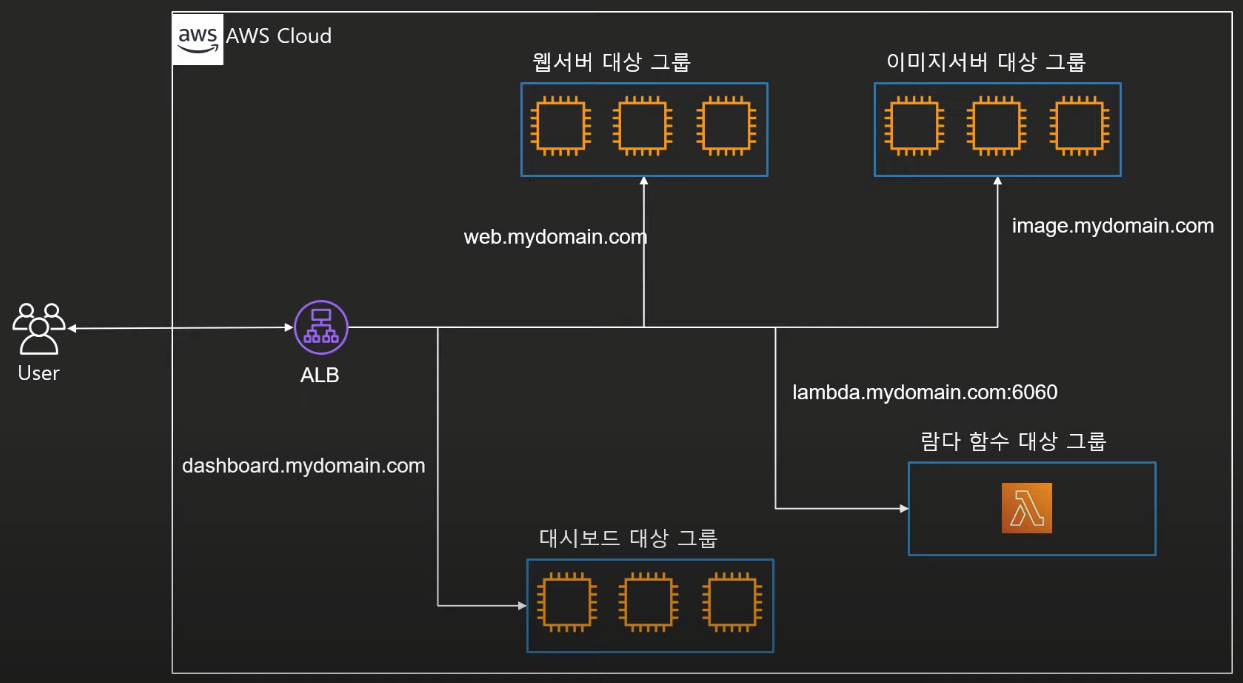 aws AWS Cloud
웹서버 대상 그룹
이미지서버 대상 그룹
web.mydomain.com
image.mydomain.com
User
ALB
lambda.mydomain.com:6060
람다 함수 대상 그룹
dashboard.mydomain.com
대시보드 대상 그룹